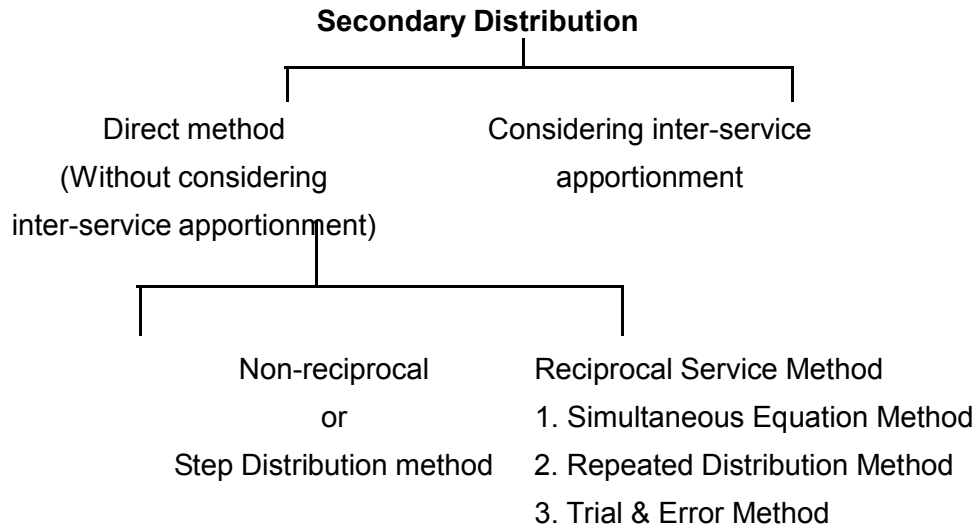 Secondary Distribution
Direct method
(Without considering
inter-service apportionment)
Considering inter-service
apportionment
Non-reciprocal
or
Step Distribution method
Reciprocal Service Method
1. Simultaneous Equation Method
2. Repeated Distribution Method
3. Trial & Error Method